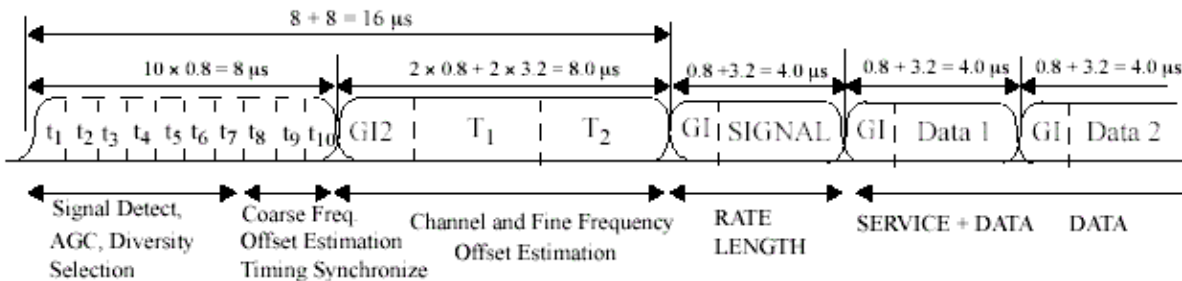 8 + 8 = 16 μs
10 × 0.8 = 8 μs
2 × 0.8 + 2 × 3.2 = 8.0 μs
0.8 +3.2 = 4.0 μs
0.8 + 3.2 = 4.0 μs
0.8 + 3.2 = 4.0 μs
t1 t2 t3 t4 t5 t6 t7 t8 t9 t10 GI2 T1 T2 GI SIGNAL GI Data 1 GI Data 2
Signal Detect,
AGC, Diversity
Selection
Coarse Freq.
Offset Estimation
Timing Synchronize
Channel and Fine Frequency
Offset Estimation
RATE
LENGTH
SERVICE + DATA
DATA